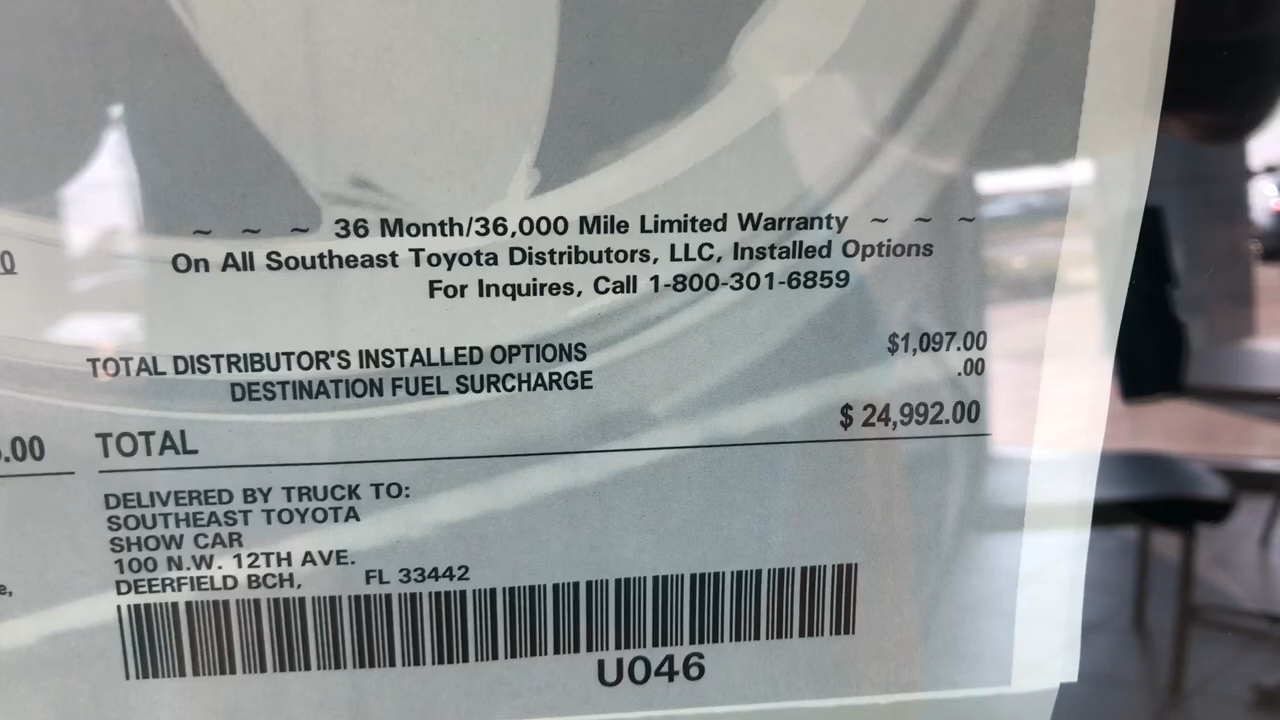 0
~ ~ ~ 36 Month/36,000 Mile Limited Warranty ~ ~ ~
On All Southeast Toyota Distributors, LLC, Installed Options
For Inquires, Call 1-800-301-6859
TOTAL DISTRIBUTOR'S INSTALLED OPTIONS $1,097.00
DESTINATION FUEL SURCHARGE .00
.00 TOTAL $ 24,992.00
DELIVERED BY TRUCK TO:
SOUTHEAST TOYOTA
SHOW CAR
100 N.W. 12TH AVE.
e, DEERFIELD BCH, FL 33442
U046